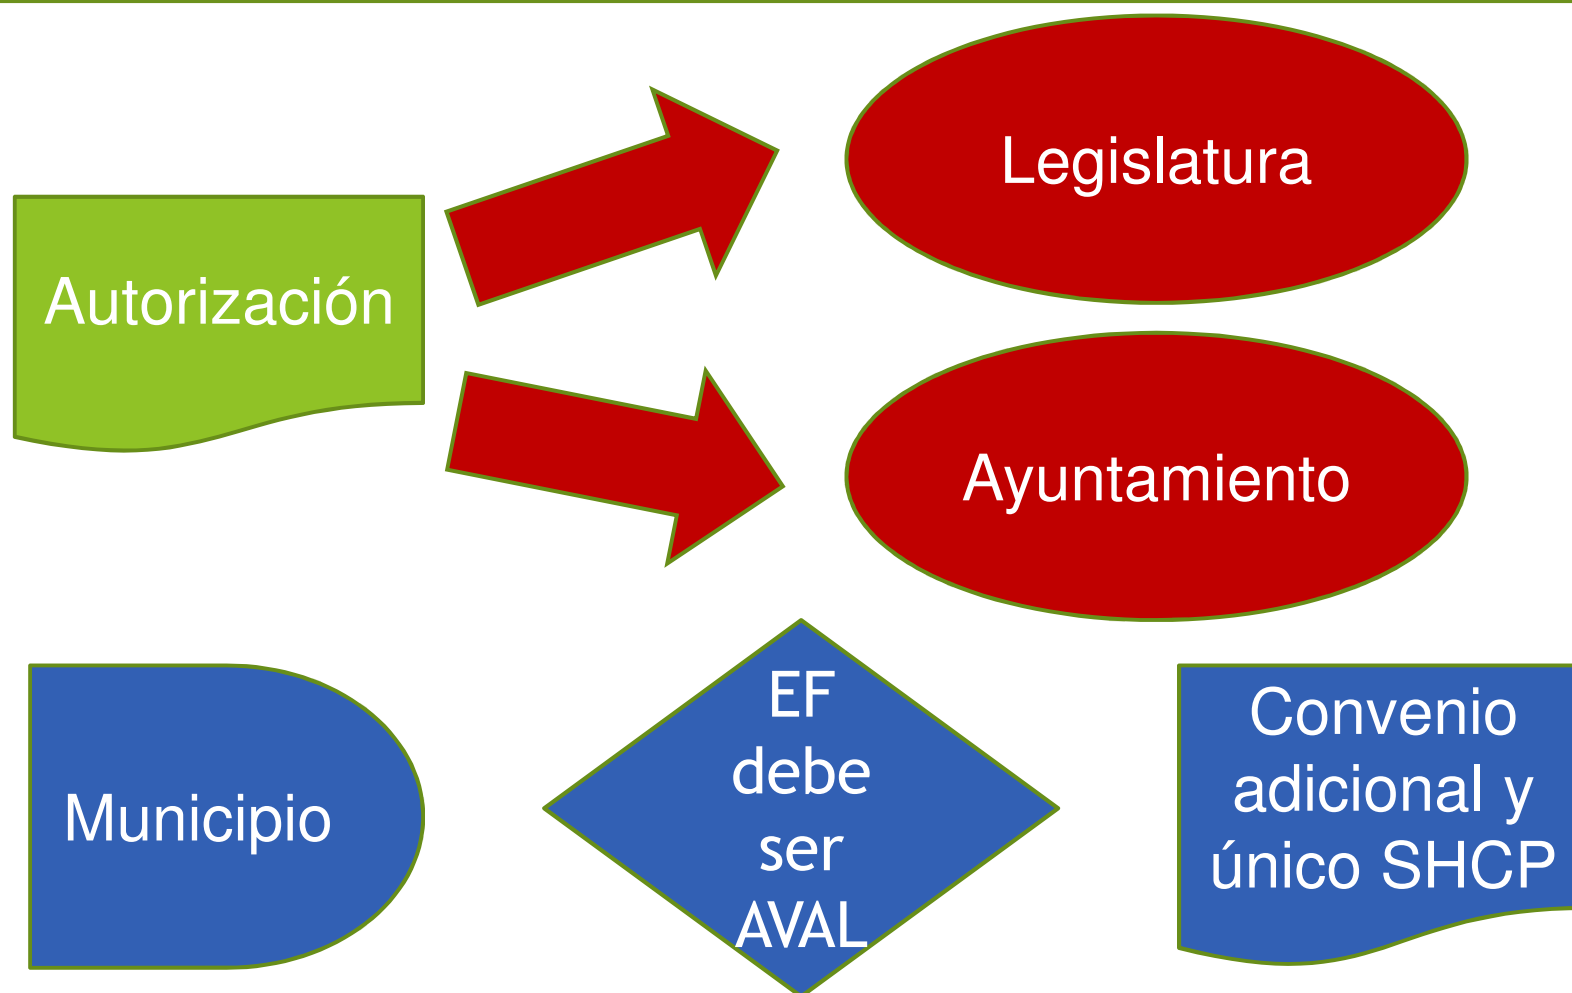 Legislatura
Autorización
Ayuntamiento
Municipio
EF
debe
ser
AVAL
Convenio
adicional y
único SHCP